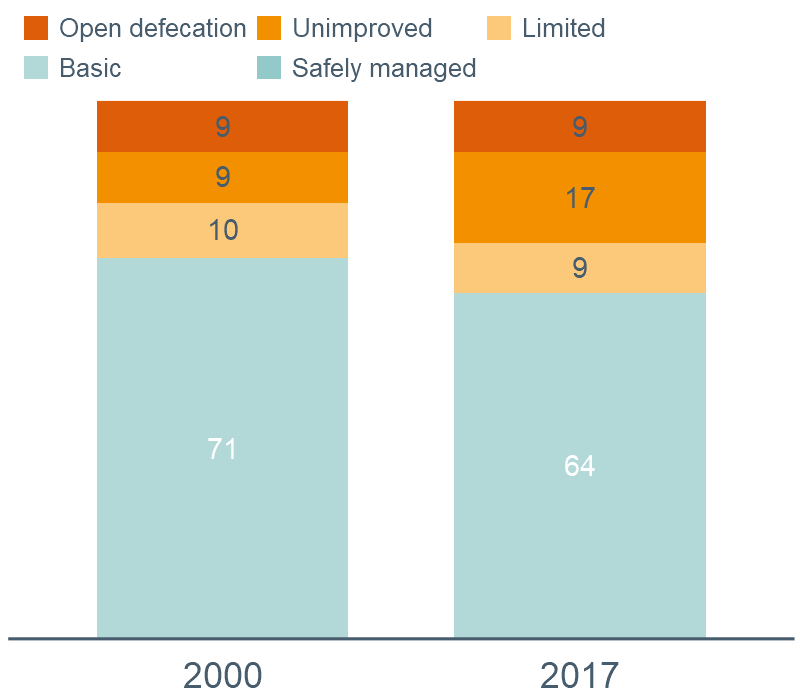 Open defecation Unimproved Limited
Basic Safely managed
9 9
9 17
10 9
71 64
2000 2017